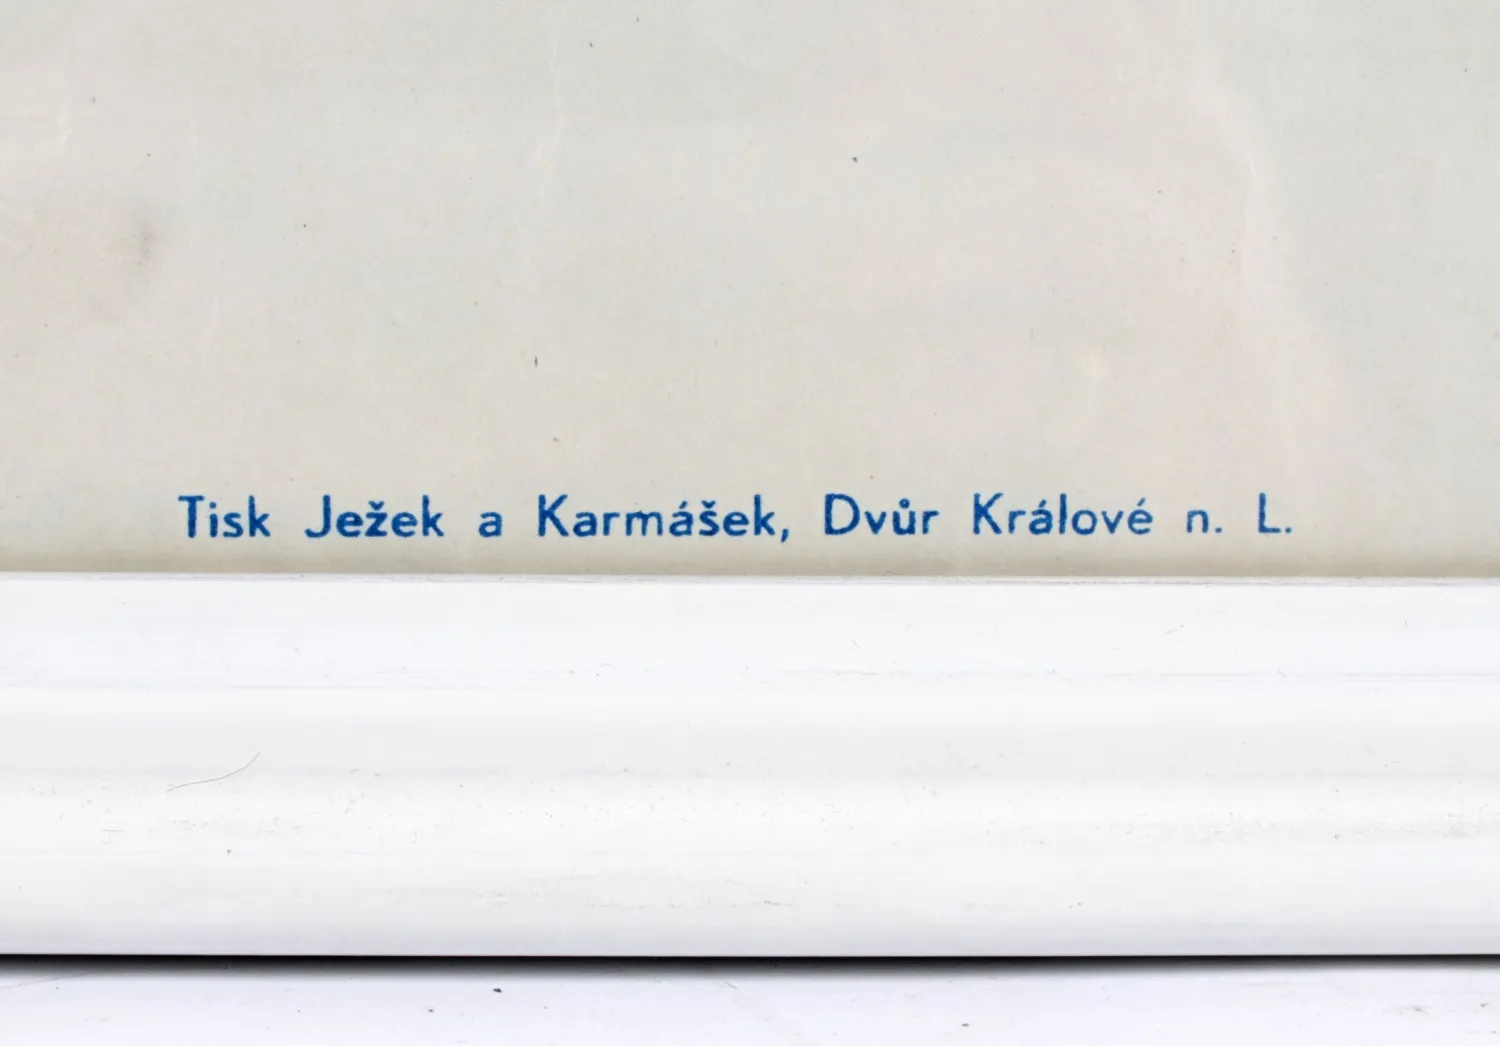 Tisk Ježek a Karmášek, Dvůr Králové n. L.